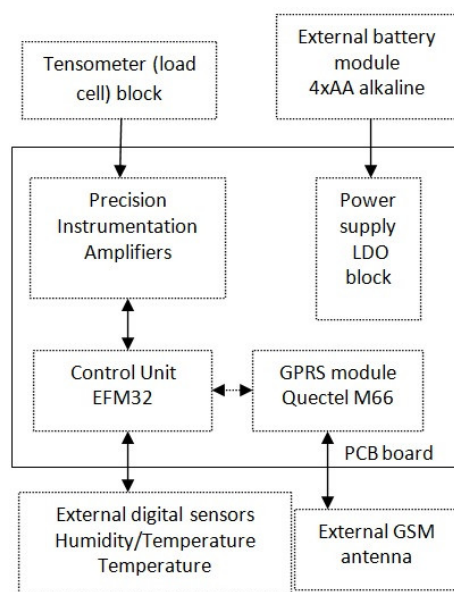 Tensometer (load
cell) block
External battery
module
4xAA alkaline
Precision
Instrumentation
Amplifiers
Power
supply
LDO
block
Control Unit
EFM32
GPRS module
Quectel M66
PCB board
External digital sensors
Humidity/Temperature
Temperature
External GSM
antenna